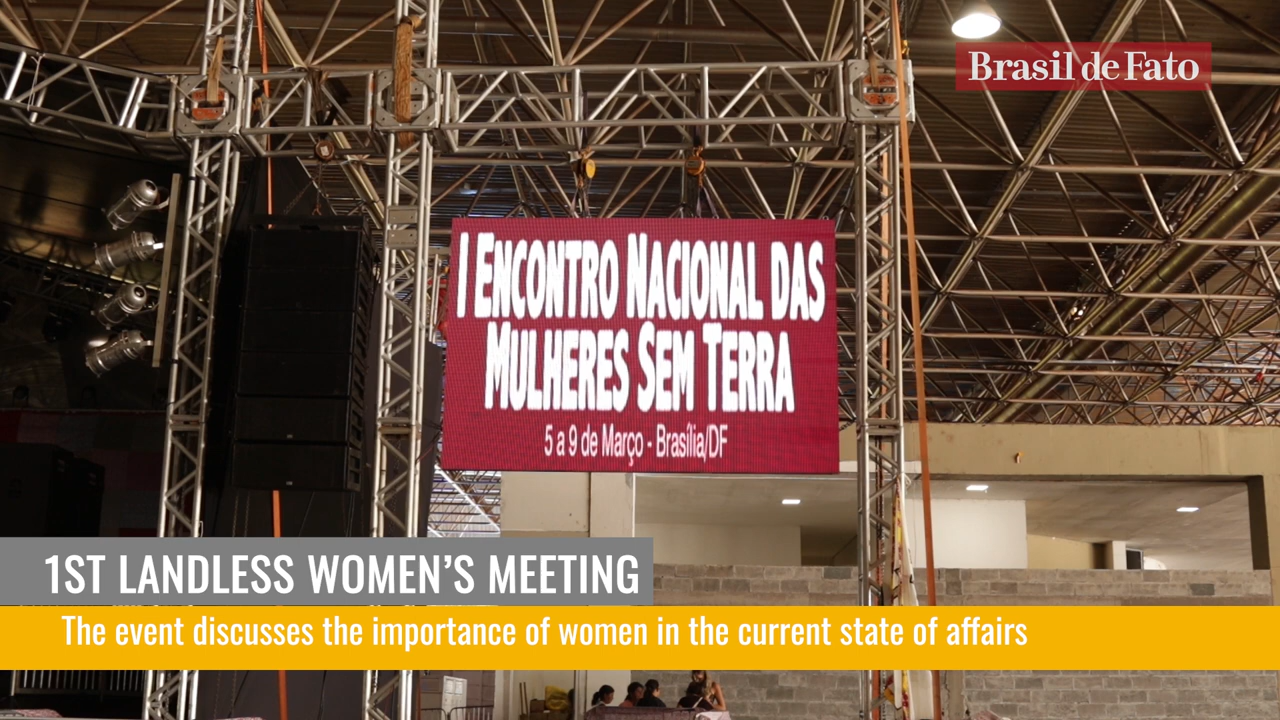 Brasil de Fato
I ENCONTRO NACIONAL DAS
MULHERES SEM TERRA
5 a 9 de Março - Brasília/DF
1ST LANDLESS WOMEN'S MEETING
The event discusses the importance of women in the current state of affairs